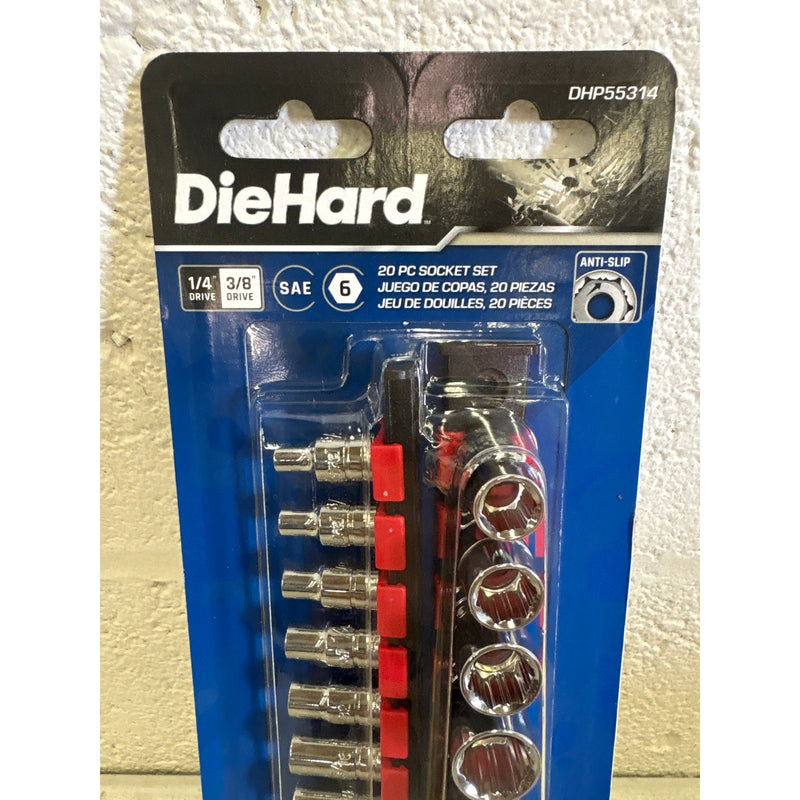 DHP55314
DieHard™
1/4" DRIVE
3/8" DRIVE
SAE
6
20 PC SOCKET SET
JUEGO DE COPAS, 20 PIEZAS
JEU DE DOUILLES, 20 PIÈCES
ANTI-SLIP